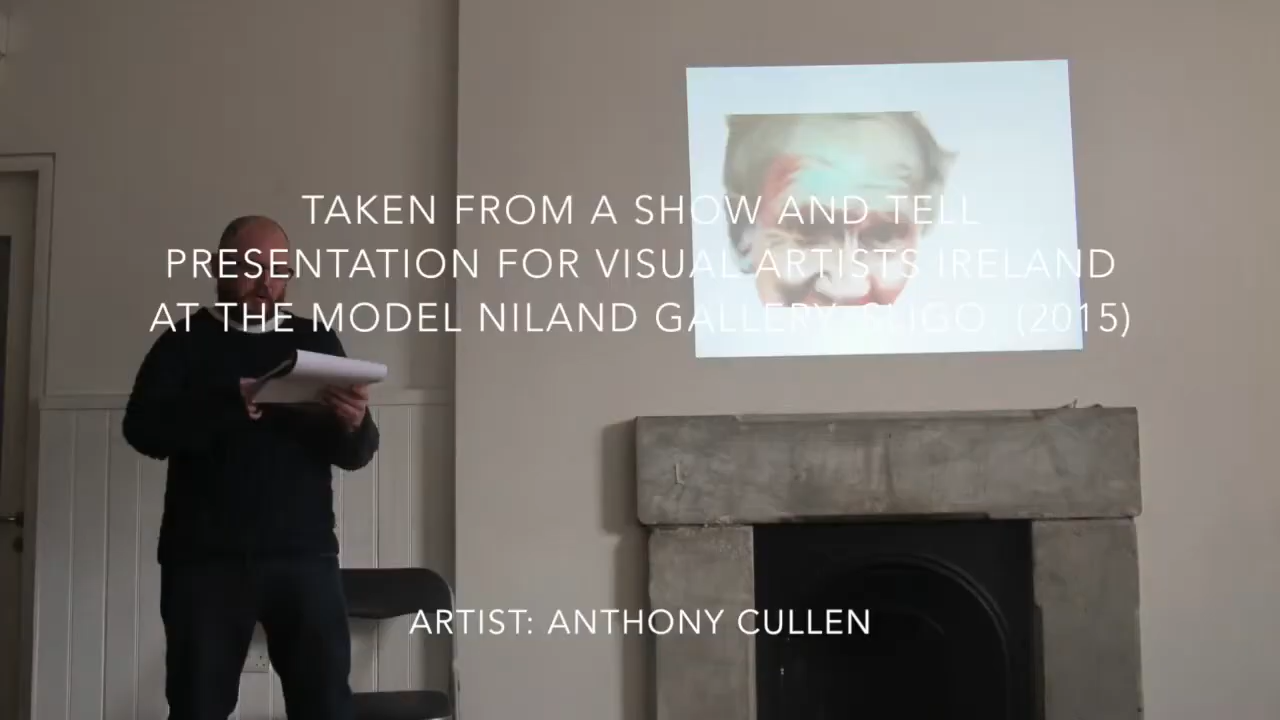 TAKEN FROM A SHOW AND TELL
PRESENTATION FOR VISUAL ARTISTS IRELAND
AT THE MODEL NILAND GALLERY, SLIGO (2015)
ARTIST: ANTHONY CULLEN